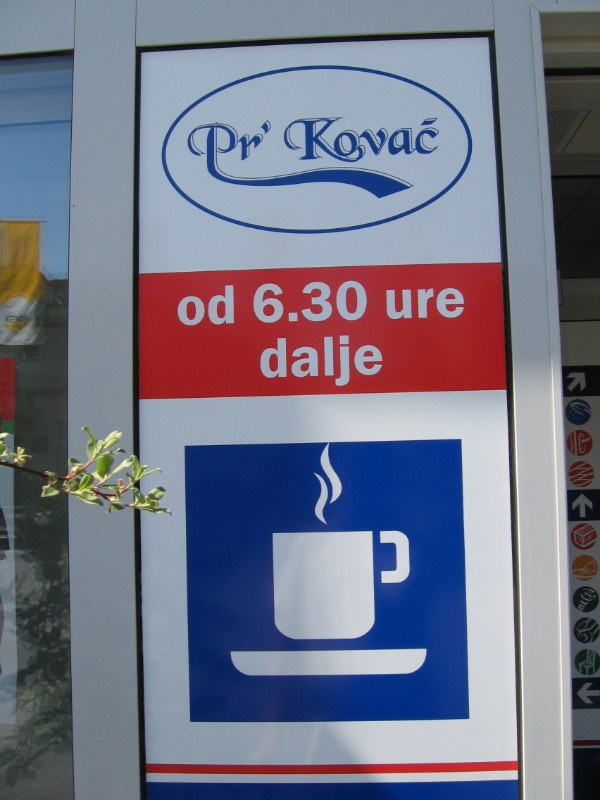 Pr' Kovač
od 6.30 ure
dalje